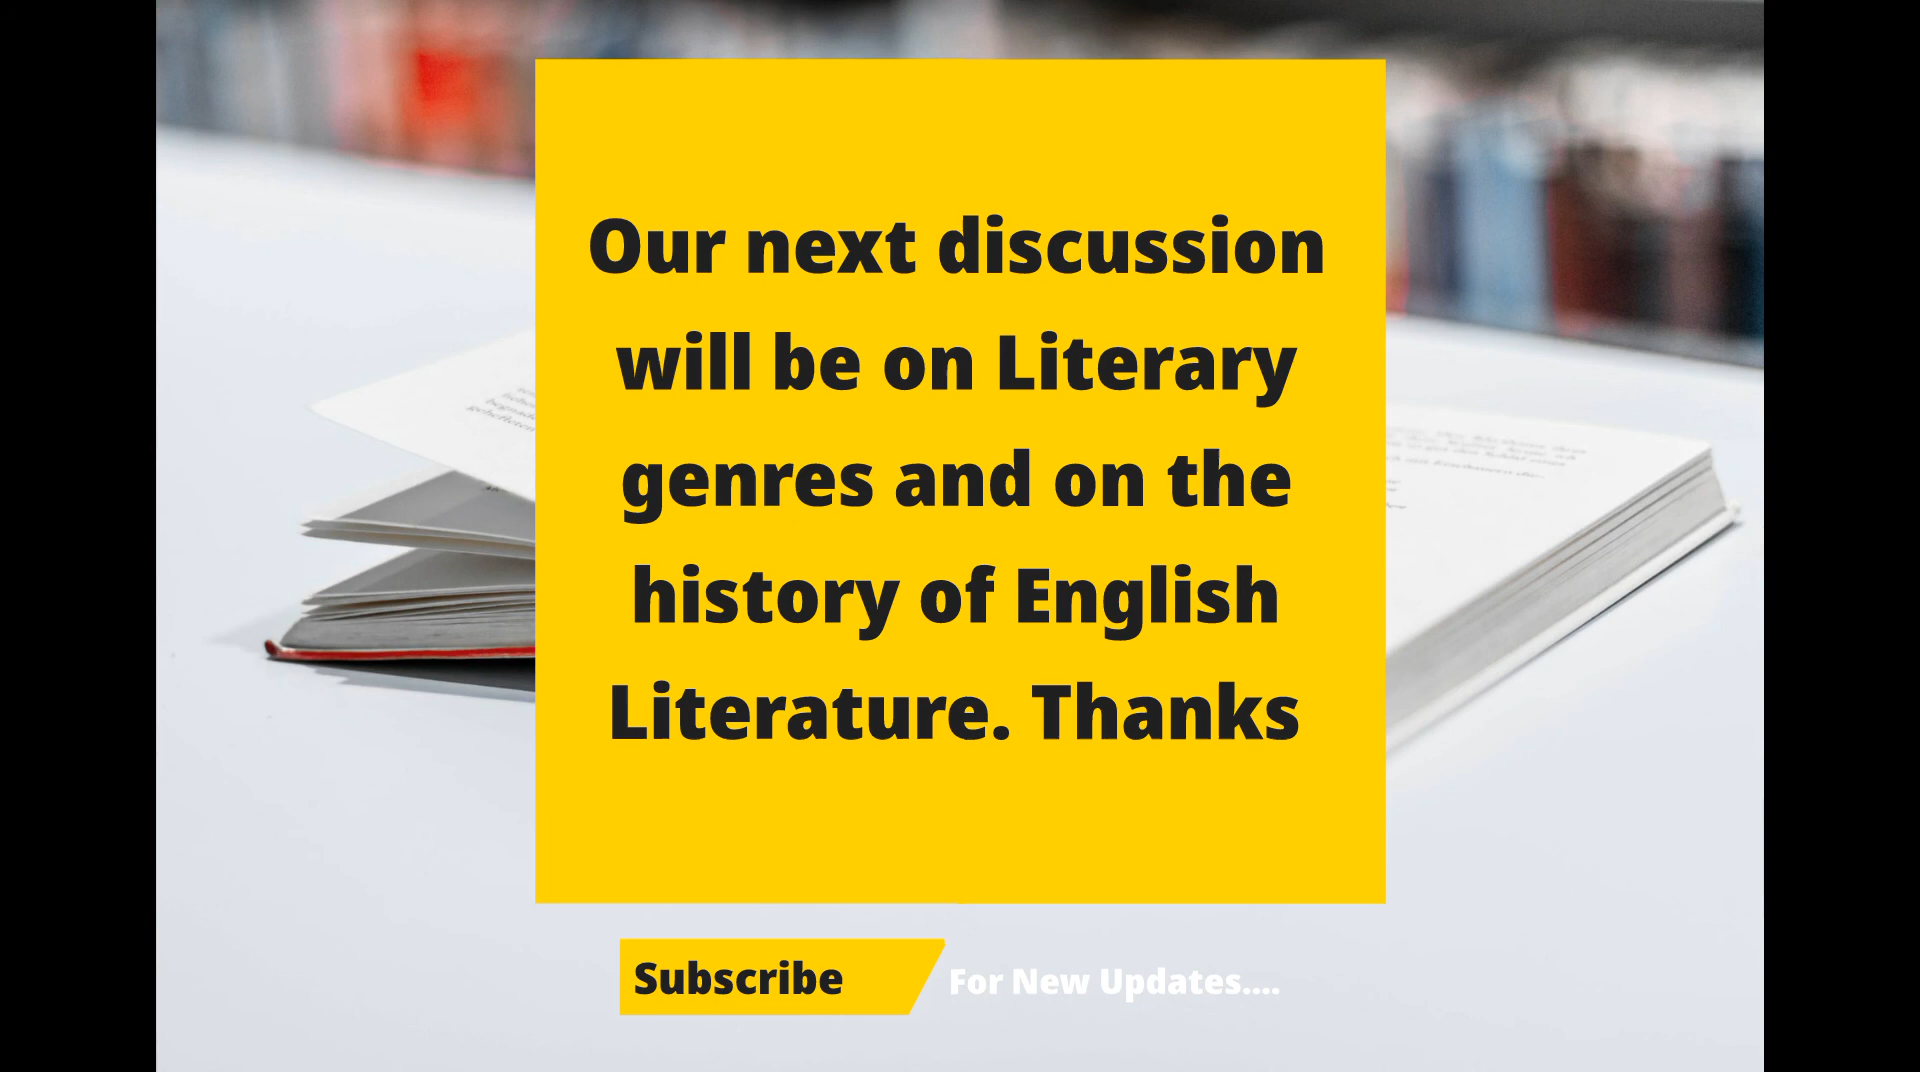 Our next discussion
will be on Literary
genres and on the
history of English
Literature. Thanks
Subscribe
For New Updates....